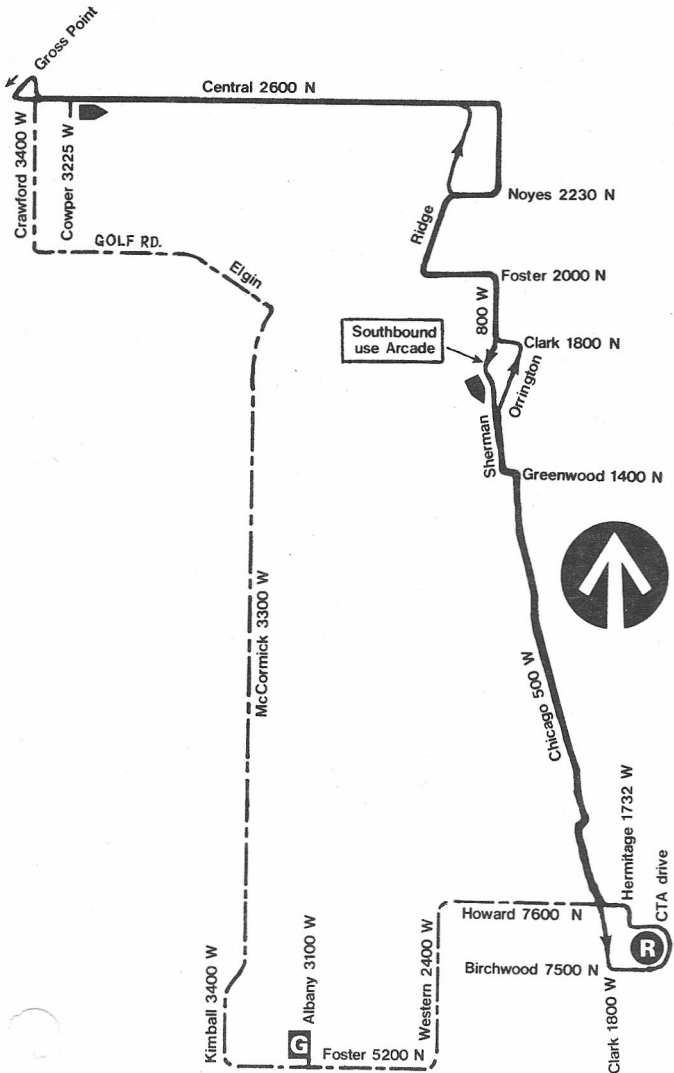 Gross Point
Central 2600 N
Crawford 3400 W
Cowper 3225 W
Noyes 2230 N
Ridge
GOLF RD.
Elgin
Foster 2000 N
800 W
Southbound
use Arcade
Clark 1800 N
Orrington
Sherman
Greenwood 1400 N
McCormick 3300 W
Chicago 500 W
Hermitage 1732 W
CTA drive
Howard 7600 N
R
Birchwood 7500 N
Clark 1800 W
Western 2400 W
Albany 3100 W
Kimball 3400 W
G
Foster 5200 N